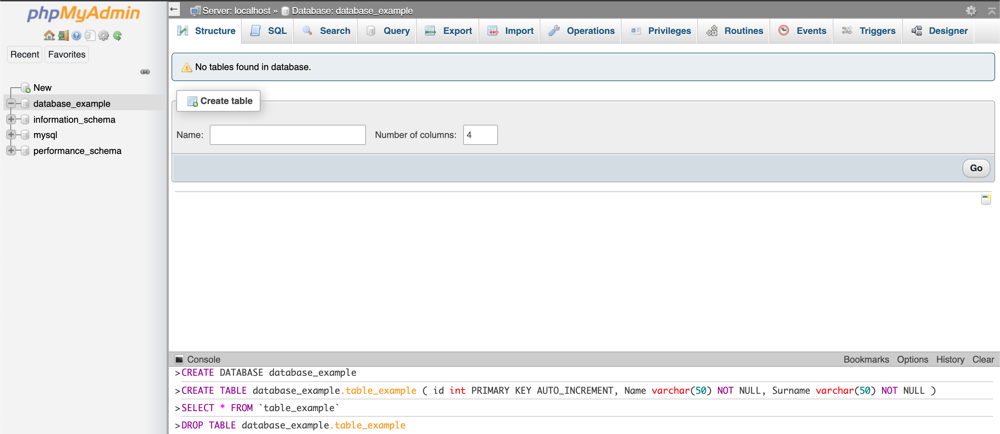 phpMyAdmin
Recent Favorites
New
database_example
information_schema
mysql
performance_schema
Server: localhost » Database: database_example
Structure SQL Search Query Export Import Operations Privileges Routines Events Triggers Designer
No tables found in database.
Create table
Name: Number of columns: 4
Go
Console Bookmarks Options History Clear
>CREATE DATABASE database_example
>CREATE TABLE database_example.table_example ( id int PRIMARY KEY AUTO_INCREMENT, Name varchar(50) NOT NULL, Surname varchar(50) NOT NULL )
>SELECT * FROM `table_example`
>DROP TABLE database_example.table_example